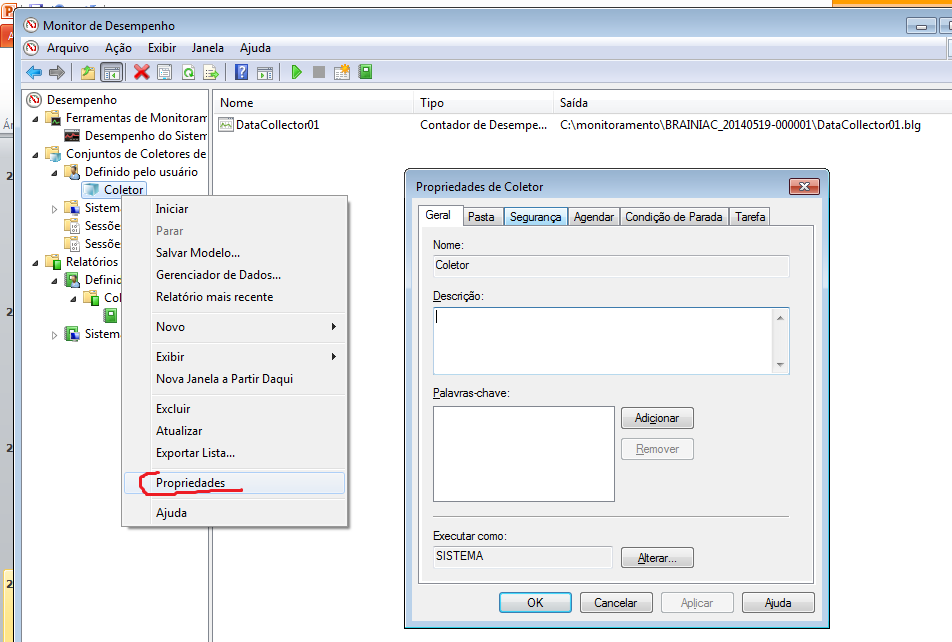 Monitor de Desempenho
Arquivo Ação Exibir Janela Ajuda
Desempenho
Ferramentas de Monitoram
Desempenho do Sistem
Conjuntos de Coletores de
Definido pelo usuário
Coletor
Sistema
Sessõe
Sessõe
Relatórios
Definid
Col
Sistema
Nome Tipo Saída
DataCollector01 Contador de Desempe... C:\monitoramento\BRAINIAC_20140519-000001\DataCollector01.blg
Iniciar
Parar
Salvar Modelo...
Gerenciador de Dados...
Relatório mais recente
Novo
Exibir
Nova Janela a Partir Daqui
Excluir
Atualizar
Exportar Lista...
Propriedades
Ajuda
Propriedades de Coletor
Geral Pasta Segurança Agendar Condição de Parada Tarefa
Nome:
Coletor
Descrição:
Palavras-chave:
Adicionar
Remover
Executar como:
SISTEMA
Alterar...
OK Cancelar Aplicar Ajuda